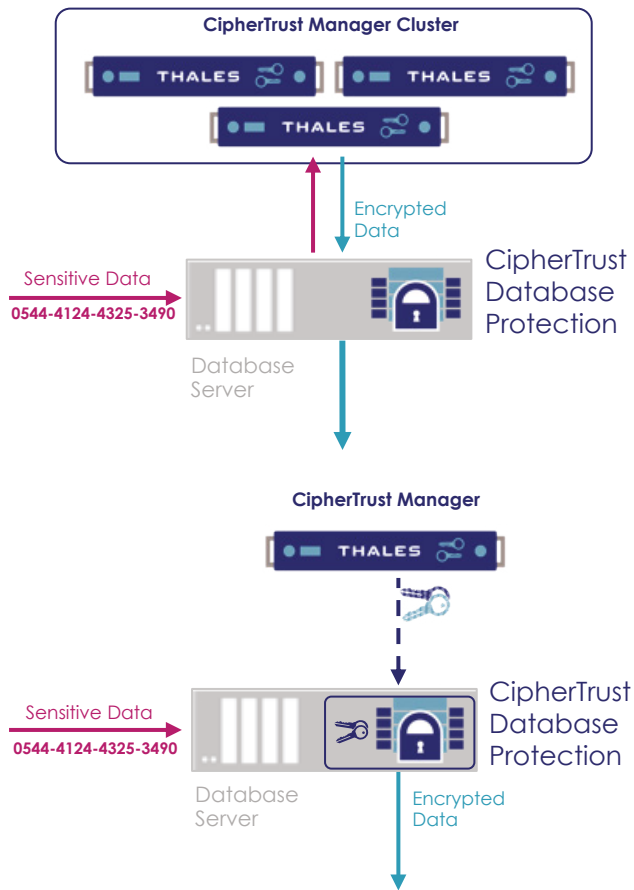 CipherTrust Manager Cluster
THALES
THALES
THALES
Encrypted
Data
Sensitive Data
0544-4124-4325-3490
CipherTrust
Database
Protection
Database
Server
CipherTrust Manager
THALES
Sensitive Data
0544-4124-4325-3490
CipherTrust
Database
Protection
Database
Server
Encrypted
Data